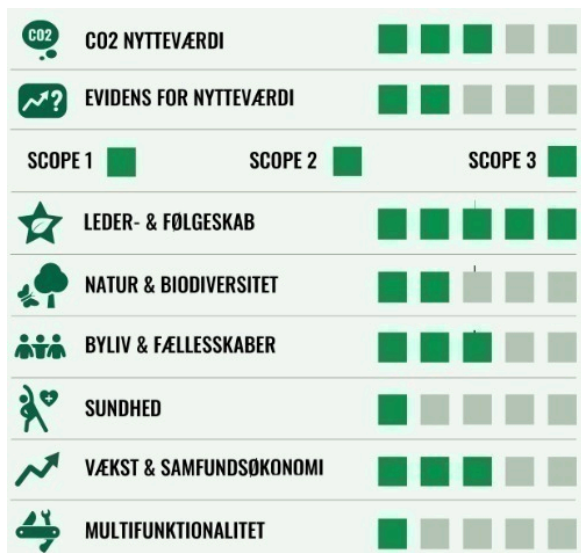 CO2
CO2 NYTTEVÆRDI
?
EVIDENS FOR NYTTEVÆRDI
SCOPE 1 SCOPE 2 SCOPE 3
LEDER- & FØLGESKAB
NATUR & BIODIVERSITET
BYLIV & FÆLLESSKABER
SUNDHED
VÆKST & SAMFUNDSØKONOMI
MULTIFUNKTIONALITET